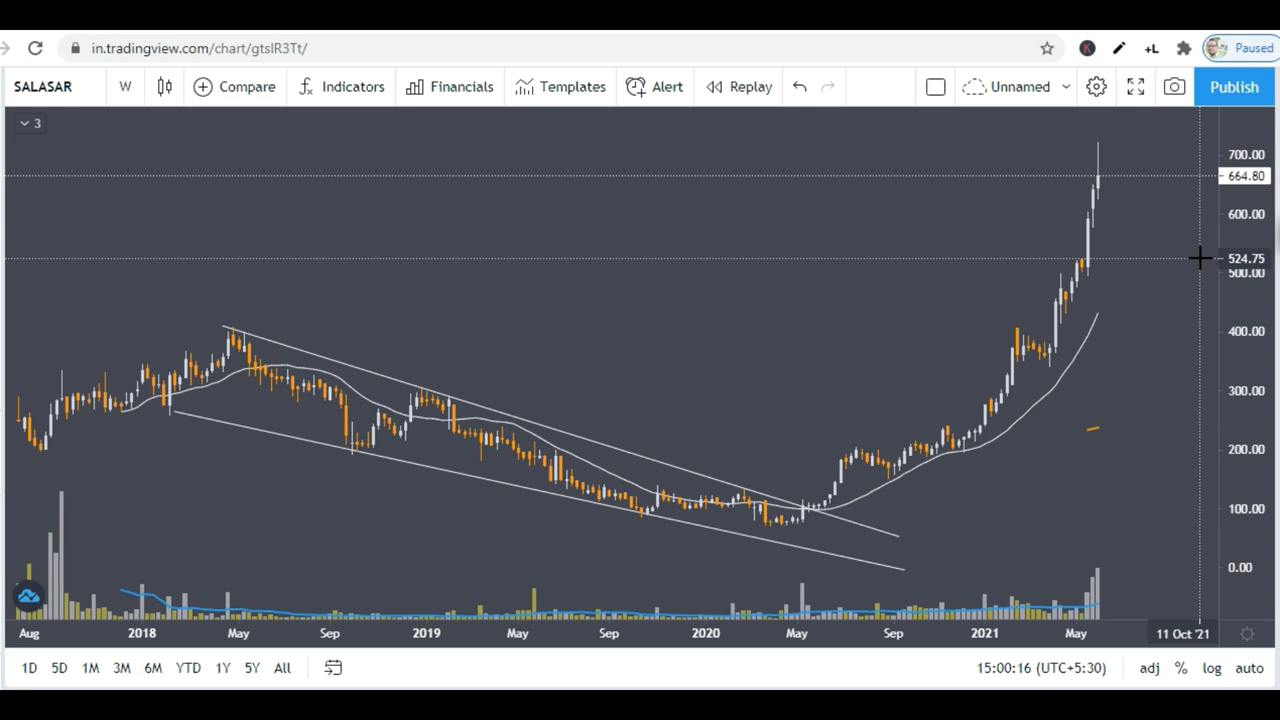 in.tradingview.com/chart/gtslR3Tt/
K
+L
Paused
SALASAR W Compare Indicators Financials Templates Alert Replay Unnamed Publish
3
700.00
664.80
600.00
524.75
500.00
400.00
300.00
200.00
100.00
0.00
Aug 2018 May Sep 2019 May Sep 2020 May Sep 2021 May 11 Oct '21
1D 5D 1M 3M 6M YTD 1Y 5Y All 15:00:16 (UTC+5:30) adj % log auto